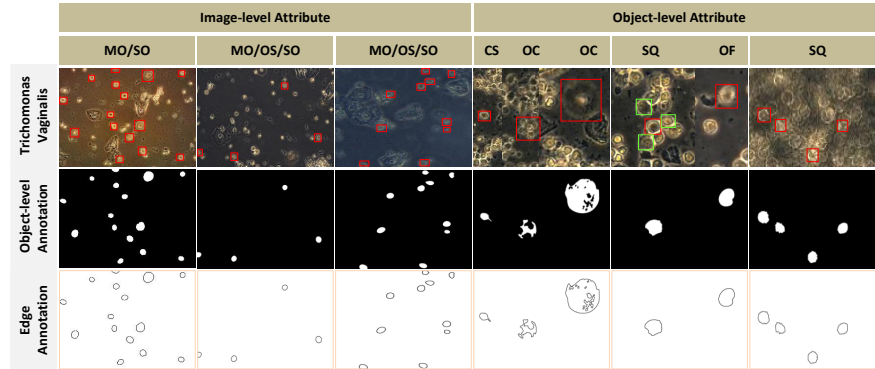 Image-level Attribute Object-level Attribute
MO/SO MO/OS/SO MO/OS/SO CS OC OC SQ OF SQ
Trichomonas
Vaginalis
Object-level
Annotation
Edge
Annotation